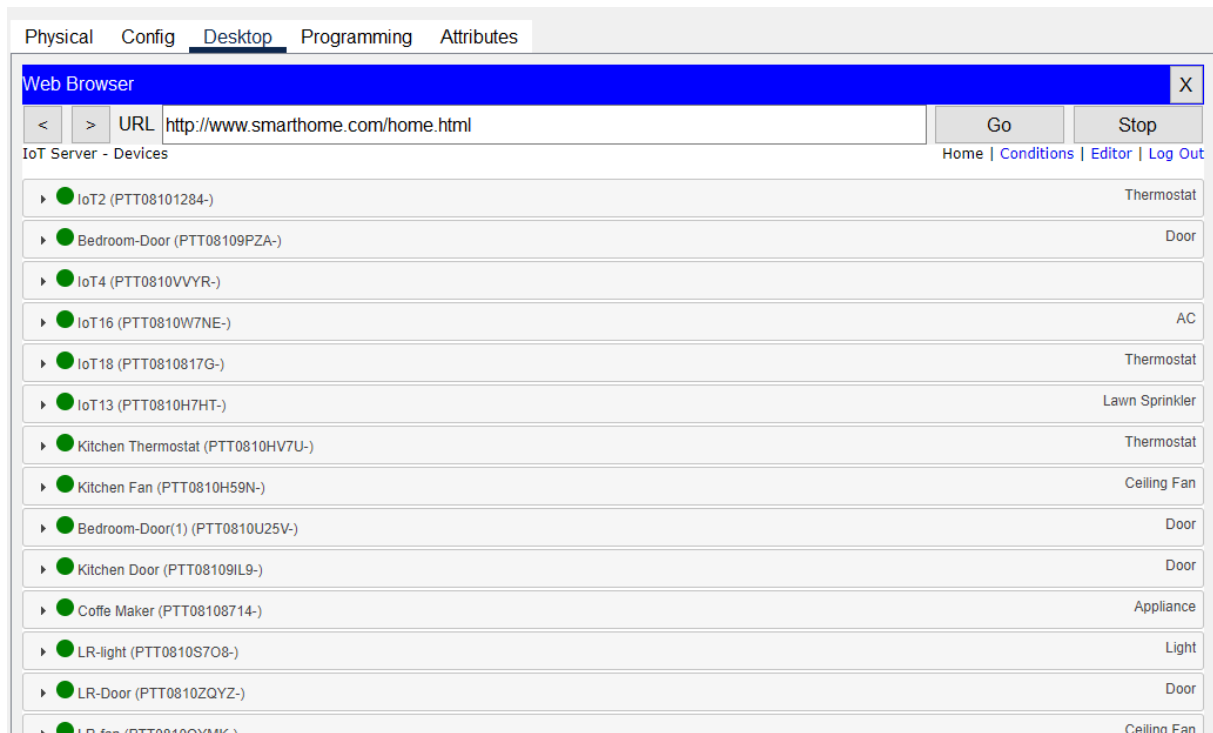 Physical Config Desktop Programming Attributes
Web Browser X
< > URL http://www.smarthome.com/home.html Go Stop
IoT Server - Devices Home | Conditions | Editor | Log Out
IoT2 (PTT08101284-) Thermostat
Bedroom-Door (PTT08109PZA-) Door
IoT4 (PTT0810VVYR-)
IoT16 (PTT0810W7NE-) AC
IoT18 (PTT0810817G-) Thermostat
IoT13 (PTT0810H7HT-) Lawn Sprinkler
Kitchen Thermostat (PTT0810HV7U-) Thermostat
Kitchen Fan (PTT0810H59N-) Ceiling Fan
Bedroom-Door(1) (PTT0810U25V-) Door
Kitchen Door (PTT08109IL9-) Door
Coffe Maker (PTT08108714-) Appliance
LR-light (PTT0810S7O8-) Light
LR-Door (PTT0810ZQYZ-) Door
LR-fan Ceiling Fan